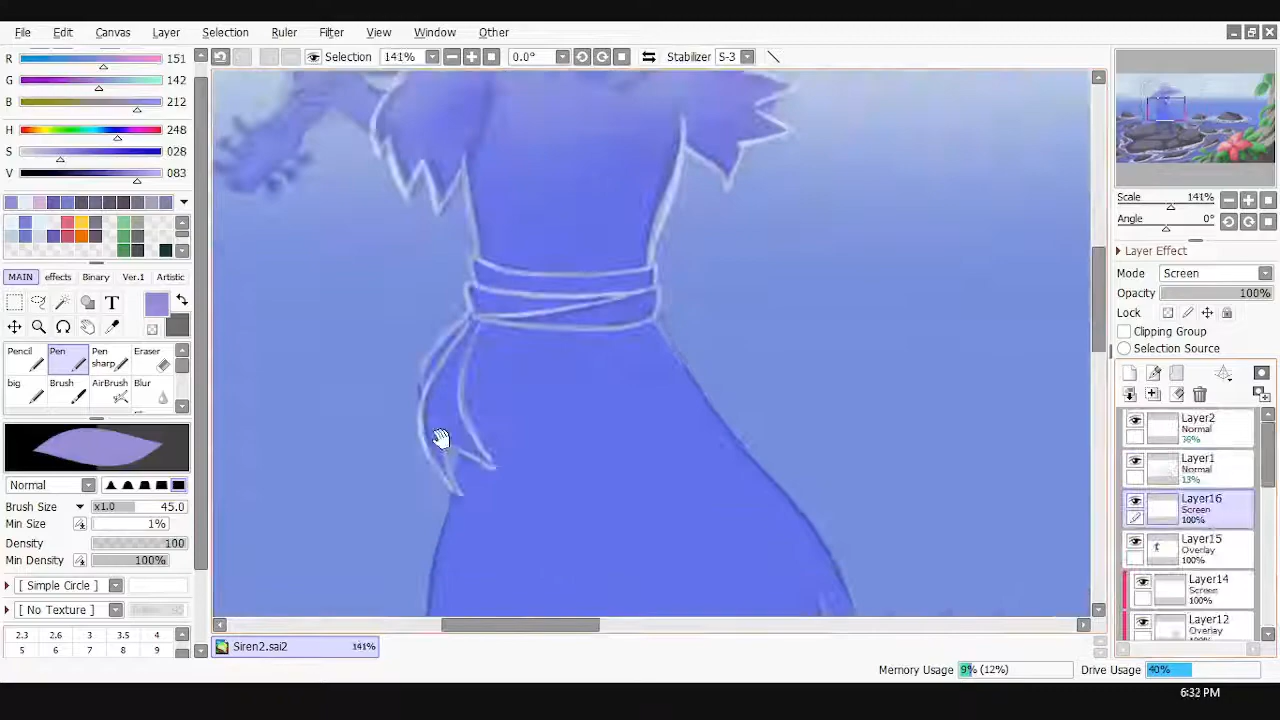 File Edit Canvas Layer Selection Ruler Filter View Window Other
R 151
G 142
B 212
H 248
S 028
V 083
Selection 141% 0.0° Stabilizer S-3
MAIN effects Binary Ver.1 Artistic
T
Pencil Pen Pen sharp Eraser
big Brush AirBrush Blur
Normal
Brush Size x1.0 45.0
Min Size 1%
Density 100
Min Density 100%
[ Simple Circle ]
[ No Texture ]
2.3 2.6 3 3.5 4
5 6 7 8 9
Siren2.sai2 141%
Scale 141%
Angle 0°
Layer Effect
Mode Screen
Opacity 100%
Lock
Clipping Group
Selection Source
Layer2
Normal
36%
Layer1
Normal
13%
Layer16
Screen
100%
Layer15
Overlay
100%
Layer14
Screen
100%
Layer12
Overlay
Memory Usage 9% (12%) Drive Usage 40%
6:32 PM